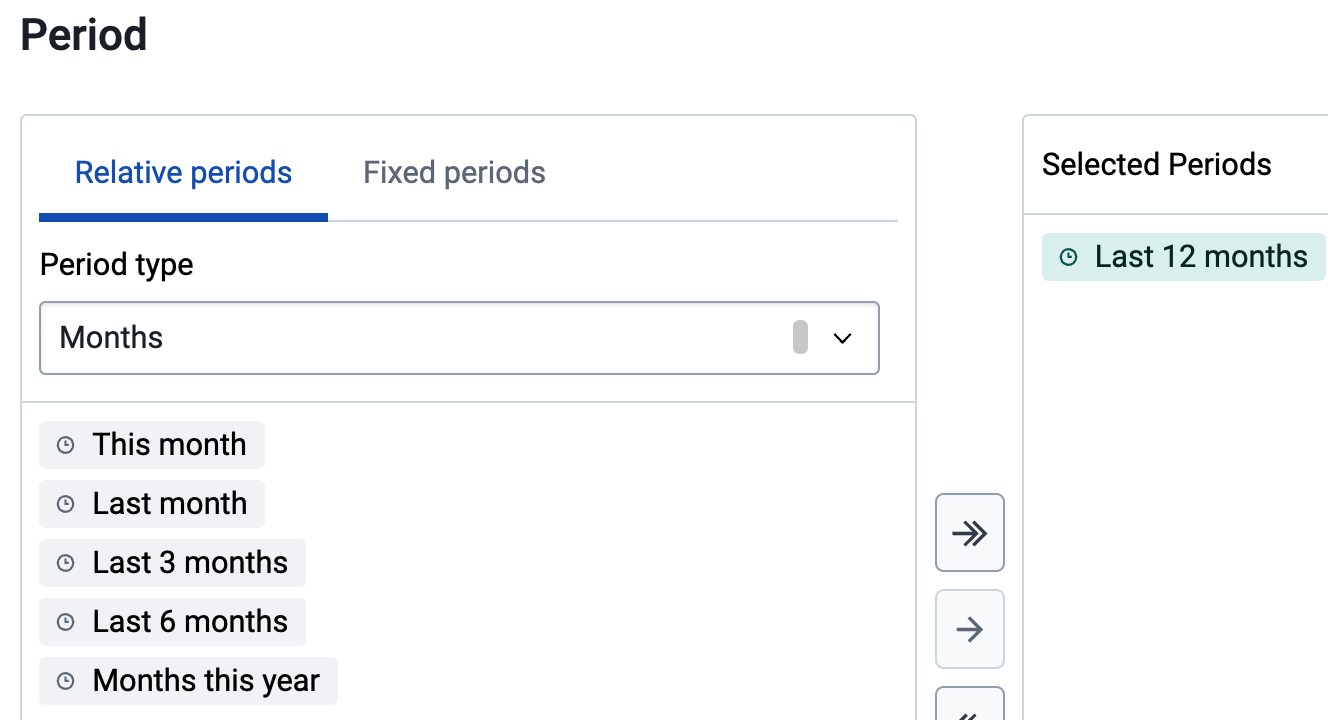 Period
Relative periods
Fixed periods
Period type
Months
This month
Last month
Last 3 months
Last 6 months
Months this year
Selected Periods
Last 12 months